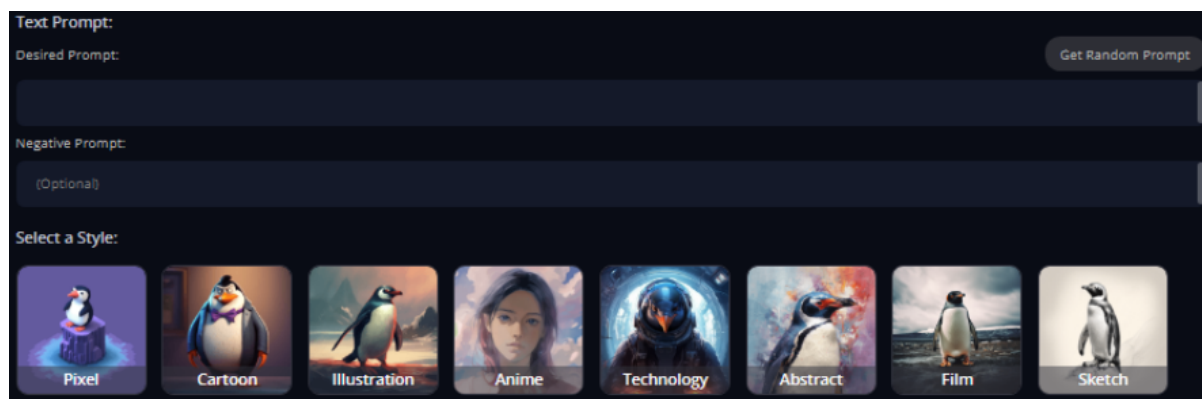 Text Prompt:
Desired Prompt:
Get Random Prompt
Negative Prompt:
(Optional)
Select a Style:
Pixel
Cartoon
Illustration
Anime
Technology
Abstract
Film
Sketch